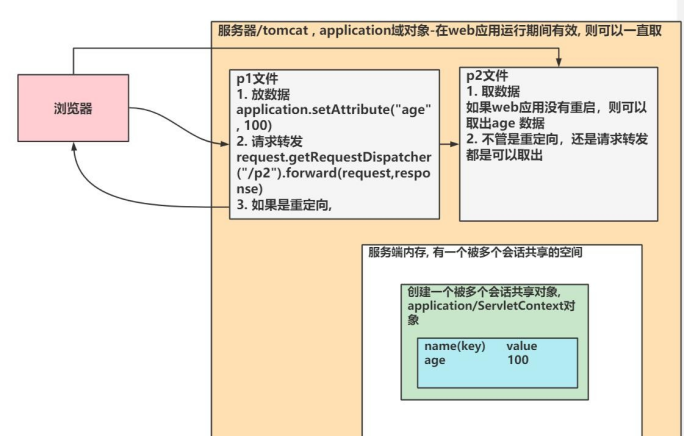 服务器/tomcat , application域对象-在web应用运行期间有效, 则可以一直取
浏览器
p1文件
1. 放数据
application.setAttribute("age"
, 100)
2. 请求转发
request.getRequestDispatcher
("/p2").forward(request,respo
nse)
3. 如果是重定向,
p2文件
1. 取数据
如果web应用没有重启，则可以
取出age 数据
2. 不管是重定向，还是请求转发
都是可以取出
服务端内存, 有一个被多个会话共享的空间
创建一个被多个会话共享对象,
application/ServletContext对
象
name(key) value
age 100